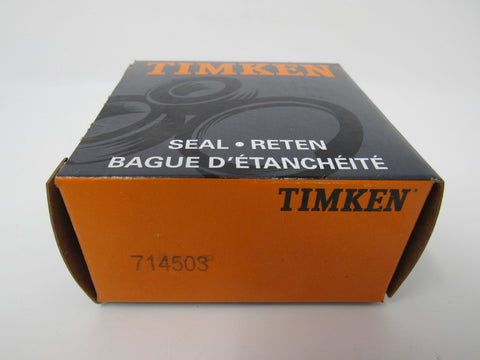 TIMKEN
SEAL • RETEN
BAGUE D'ÉTANCHÉITÉ
TIMKEN
714503